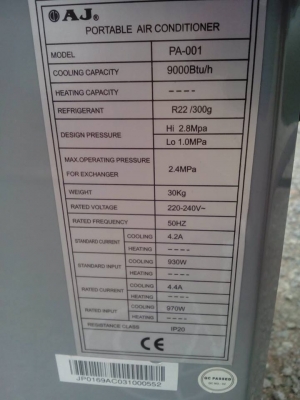 AJ®
PORTABLE AIR CONDITIONER
MODEL PA-001
COOLING CAPACITY 9000Btu/h
HEATING CAPACITY ----
REFRIGERANT R22 /300g
DESIGN PRESSURE Hi 2.8Mpa
Lo 1.0MPa
MAX.OPERATING PRESSURE
FOR EXCHANGER 2.4MPa
WEIGHT 30Kg
RATED VOLTAGE 220-240V~
RATED FREQUENCY 50HZ
STANDARD CURRENT COOLING 4.2A
HEATING ----
STANDARD INPUT COOLING 930W
HEATING ----
RATED CURRENT COOLING 4.4A
HEATING ----
RATED INPUT COOLING 970W
HEATING ----
RESISTANCE CLASS IP20
CE
JP0169AC031000552
QC PASSED